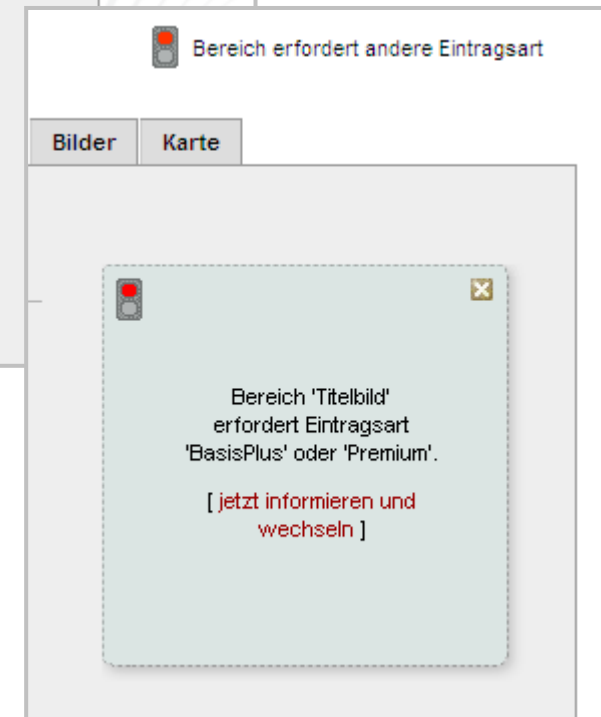 Bereich erfordert andere Eintragsart
Bilder Karte
Bereich 'Titelbild'
erfordert Eintragsart
'BasisPlus' oder 'Premium'.
[ jetzt informieren und
wechseln ]